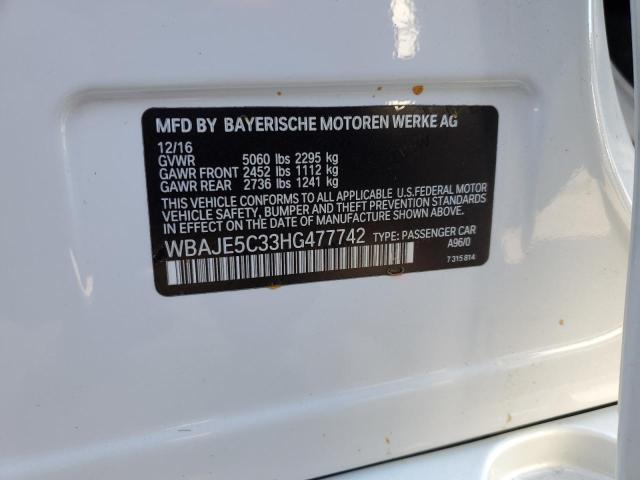 MFD BY BAYERISCHE MOTOREN WERKE AG
12/16
GVWR 5060 lbs 2295 kg
GAWR FRONT 2452 lbs 1112 kg
GAWR REAR 2736 lbs 1241 kg
THIS VEHICLE CONFORMS TO ALL APPLICABLE U.S.FEDERAL MOTOR
VEHICLE SAFETY, BUMPER AND THEFT PREVENTION STANDARDS IN EFFECT
ON THE DATE OF MANUFACTURE SHOWN ABOVE.
WBAJE5C33HG477742 TYPE: PASSENGER CAR
A96/0
7 315 814